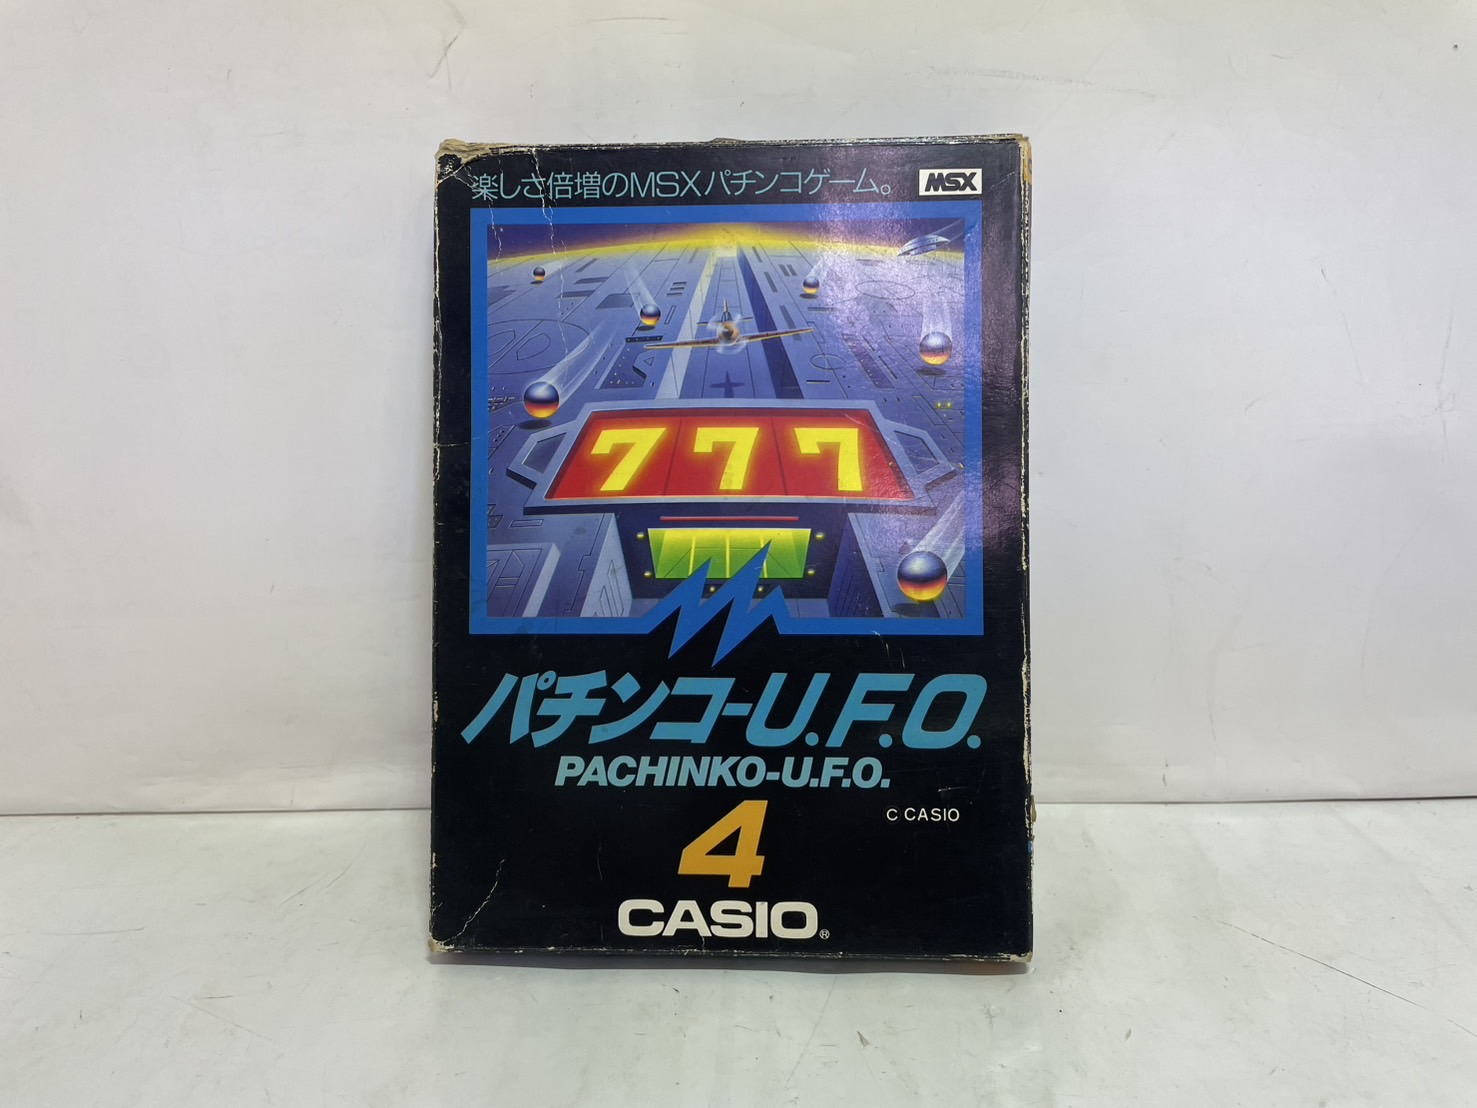 楽しさ倍増のMSXパチンコゲーム。
MSX
777
パチンコ-U.F.O.
PACHINKO-U.F.O.
C CASIO
4
CASIO®